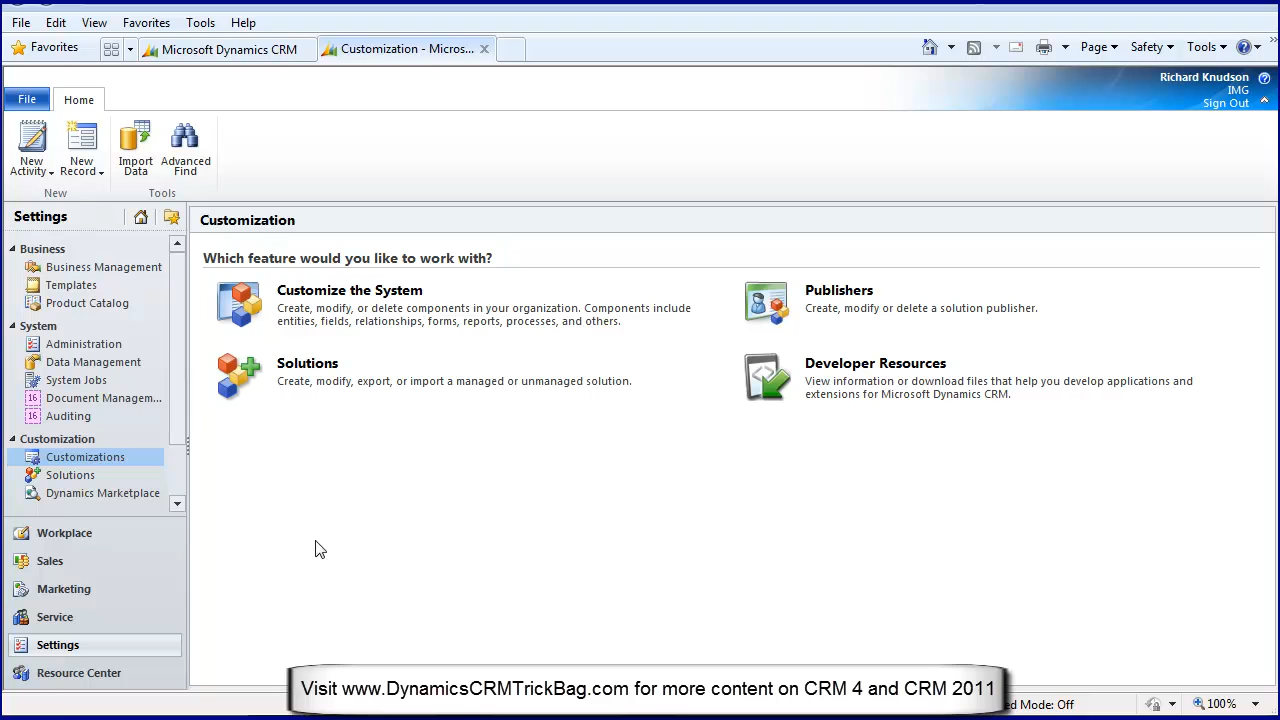 File Edit View Favorites Tools Help
Favorites Microsoft Dynamics CRM Customization - Micros... Page Safety Tools
Richard Knudson
IMG
Sign Out
File Home
New Activity New Record Import Data Advanced Find
New Tools
Settings
Business
Business Management
Templates
Product Catalog
System
Administration
Data Management
System Jobs
16 Document Managem...
16 Auditing
Customization
Customizations
Solutions
Dynamics Marketplace
Workplace
Sales
Marketing
Service
Settings
Resource Center
Customization
Which feature would you like to work with?
Customize the System
Create, modify, or delete components in your organization. Components include
entities, fields, relationships, forms, reports, processes, and others.
Publishers
Create, modify or delete a solution publisher.
Solutions
Create, modify, export, or import a managed or unmanaged solution.
Developer Resources
View information or download files that help you develop applications and
extensions for Microsoft Dynamics CRM.
Visit www.DynamicsCRMTrickBag.com for more content on CRM 4 and CRM 2011
Mode: Off 100%